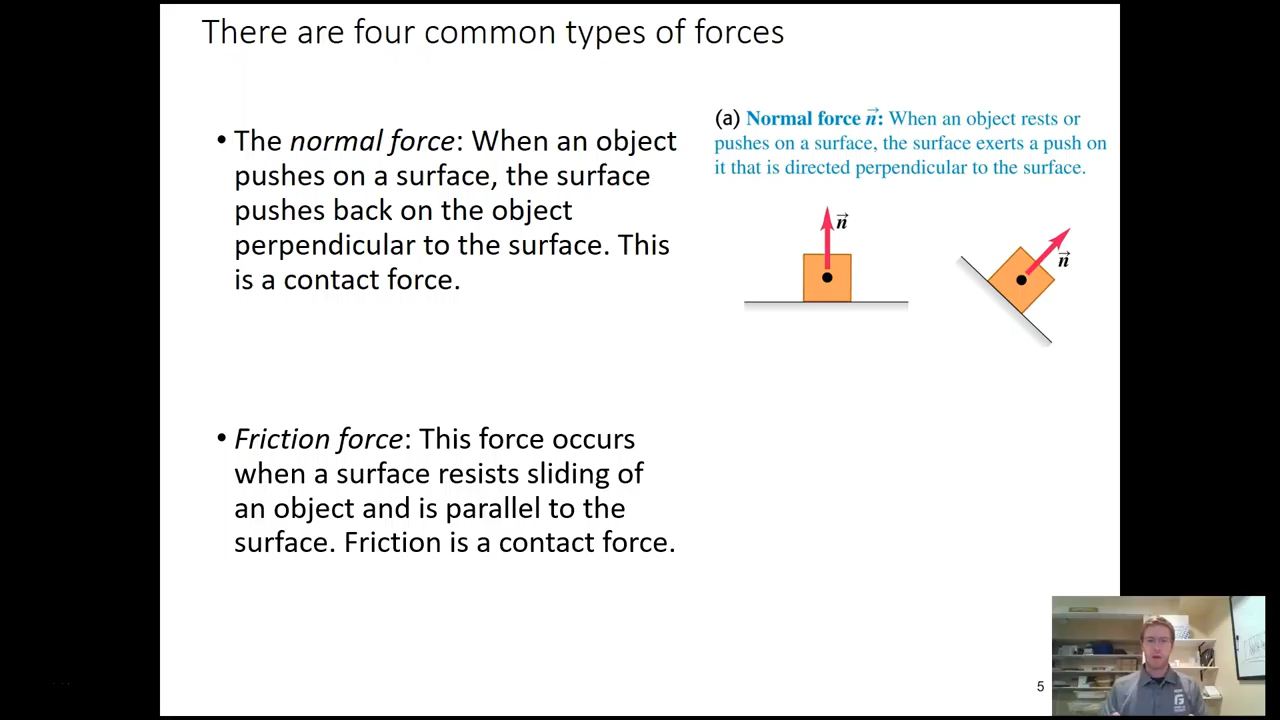 There are four common types of forces
• The normal force: When an object
pushes on a surface, the surface
pushes back on the object
perpendicular to the surface. This
is a contact force.
(a) Normal force n⃗: When an object rests or
pushes on a surface, the surface exerts a push on
it that is directed perpendicular to the surface.
n⃗
n⃗
• Friction force: This force occurs
when a surface resists sliding of
an object and is parallel to the
surface. Friction is a contact force.
5